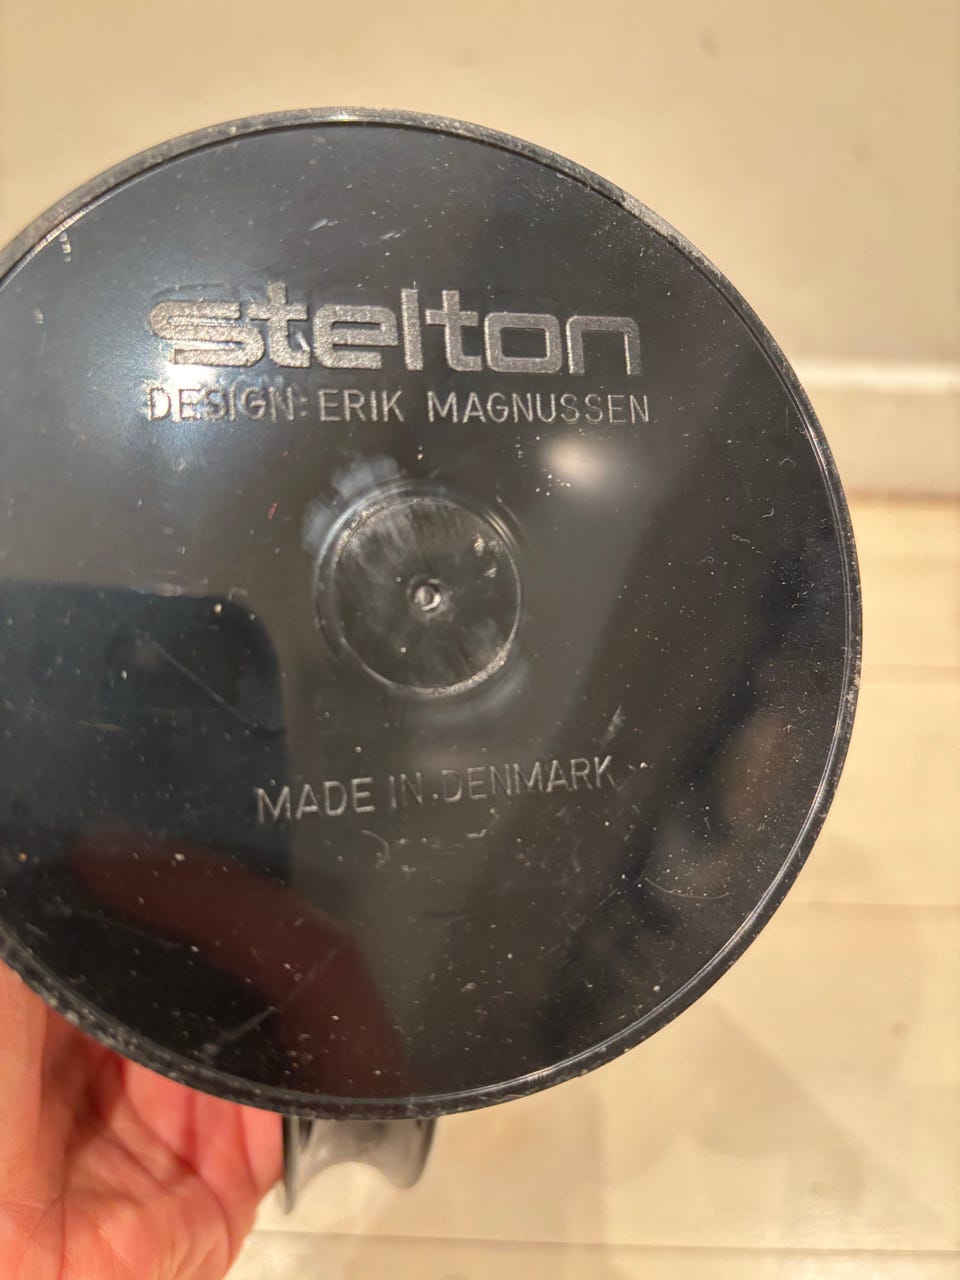 stelton
DESIGN: ERIK MAGNUSSEN
MADE IN DENMARK